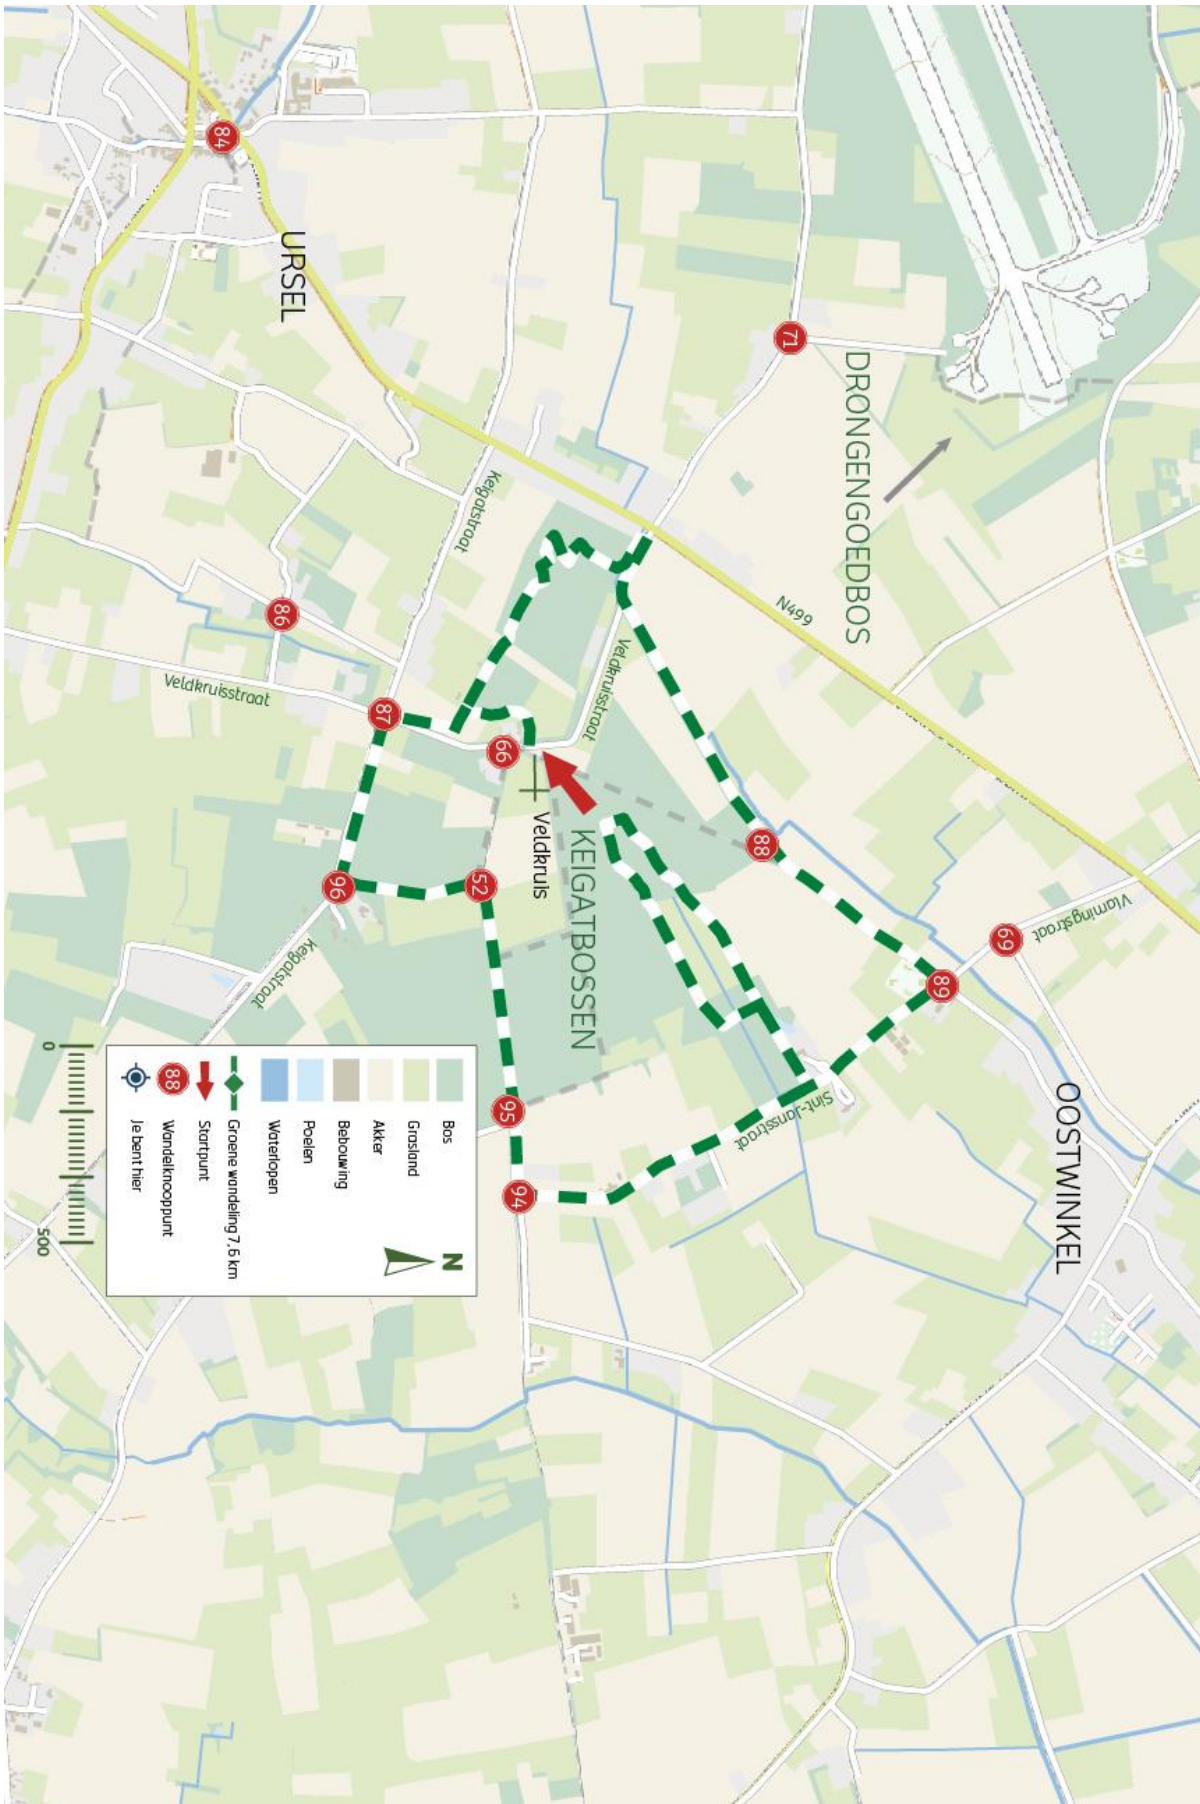 84
URSEL
71
DRONGENGOEDBOS
Keigatstraat
N499
86
Veldkruisstraat
Veldkruisstraat
87
66
Veldkruis
KEIGATBOSSEN
88
Vlamingstraat
69
89
52
96
Keigatstraat
OOSTWINKEL
Sint-Jansstraat
95
94
Bos
Grasland
Akker
Bebouwing
Poelen
Waterlopen
Groene wandeling 7,6 km
Startpunt
88 Wandelknooppunt
Je bent hier
N
0 500